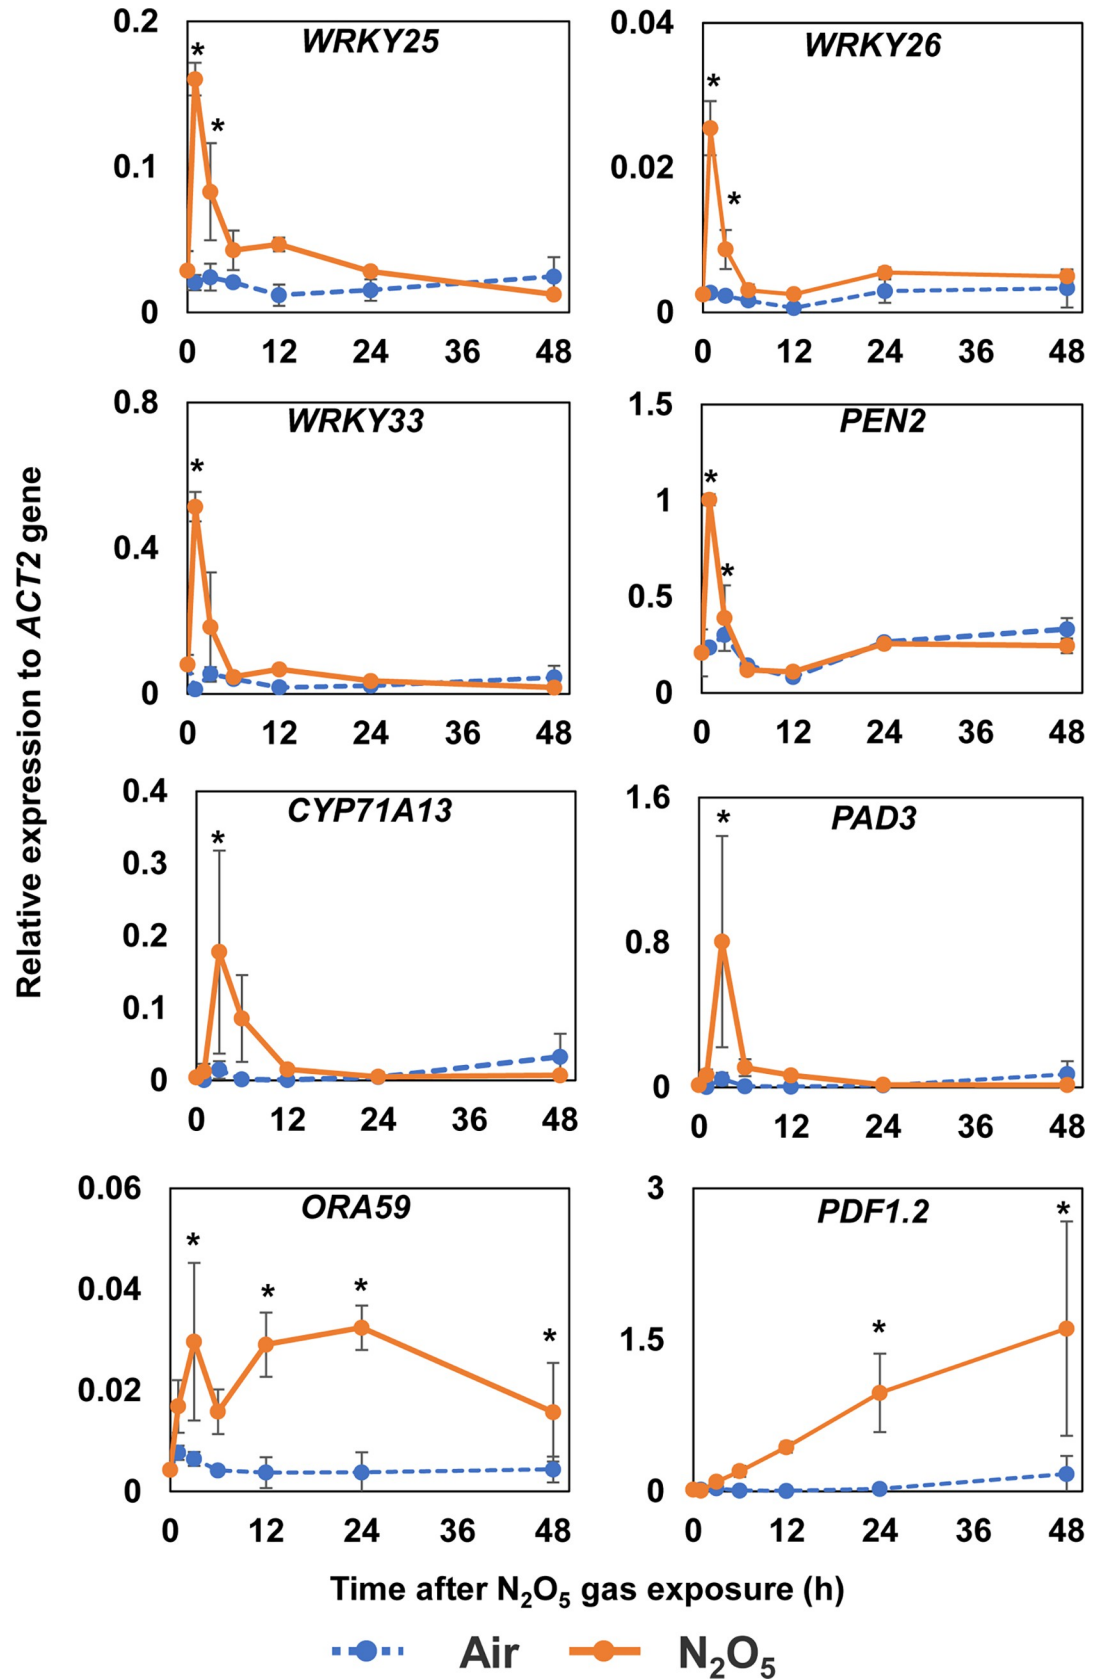 Relative expression to ACT2 gene
WRKY25
*
*
0.2
0.1
0
0 12 24 36 48
WRKY26
*
*
0.04
0.02
0
0 12 24 36 48
WRKY33
*
0.8
0.4
0
0 12 24 36 48
PEN2
*
*
1.5
1
0.5
0
0 12 24 36 48
CYP71A13
*
0.4
0.3
0.2
0.1
0
0 12 24 36 48
PAD3
*
1.6
0.8
0
0 12 24 36 48
ORA59
*
*
*
*
0.06
0.04
0.02
0
0 12 24 36 48
PDF1.2
*
*
3
1.5
0
0 12 24 36 48
Time after N₂O₅ gas exposure (h)
Air N₂O₅